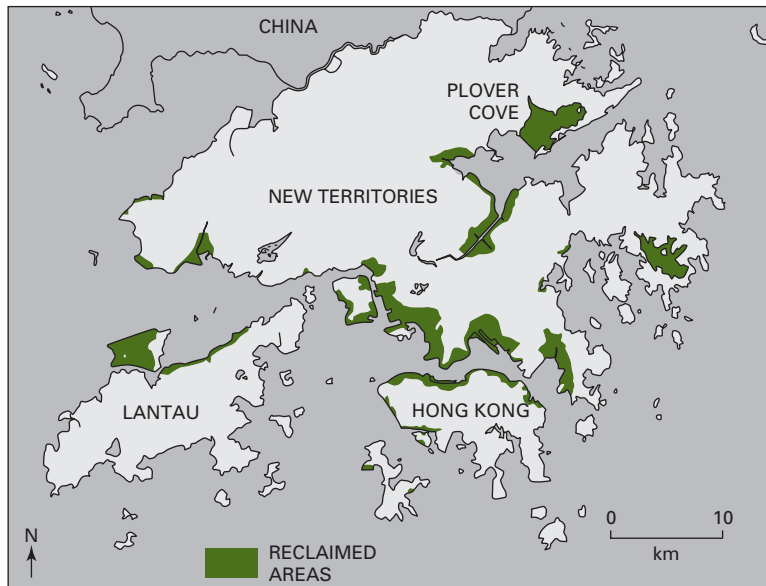 CHINA
PLOVER
COVE
NEW TERRITORIES
LANTAU
HONG KONG
N
0 10
km
RECLAIMED
AREAS